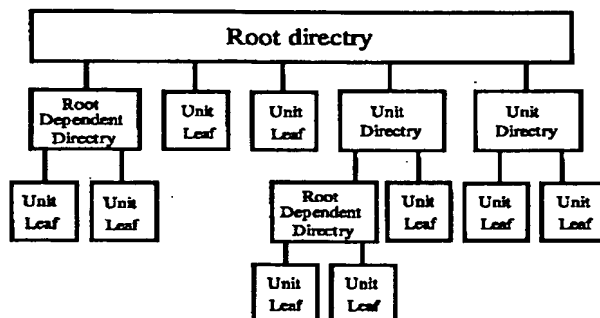 Root directry
Root
Dependent
Directry
Unit
Leaf
Unit
Leaf
Unit
Directry
Unit
Directry
Unit
Leaf
Unit
Leaf
Root
Dependent
Directry
Unit
Leaf
Unit
Leaf
Unit
Leaf
Unit
Leaf
Unit
Leaf